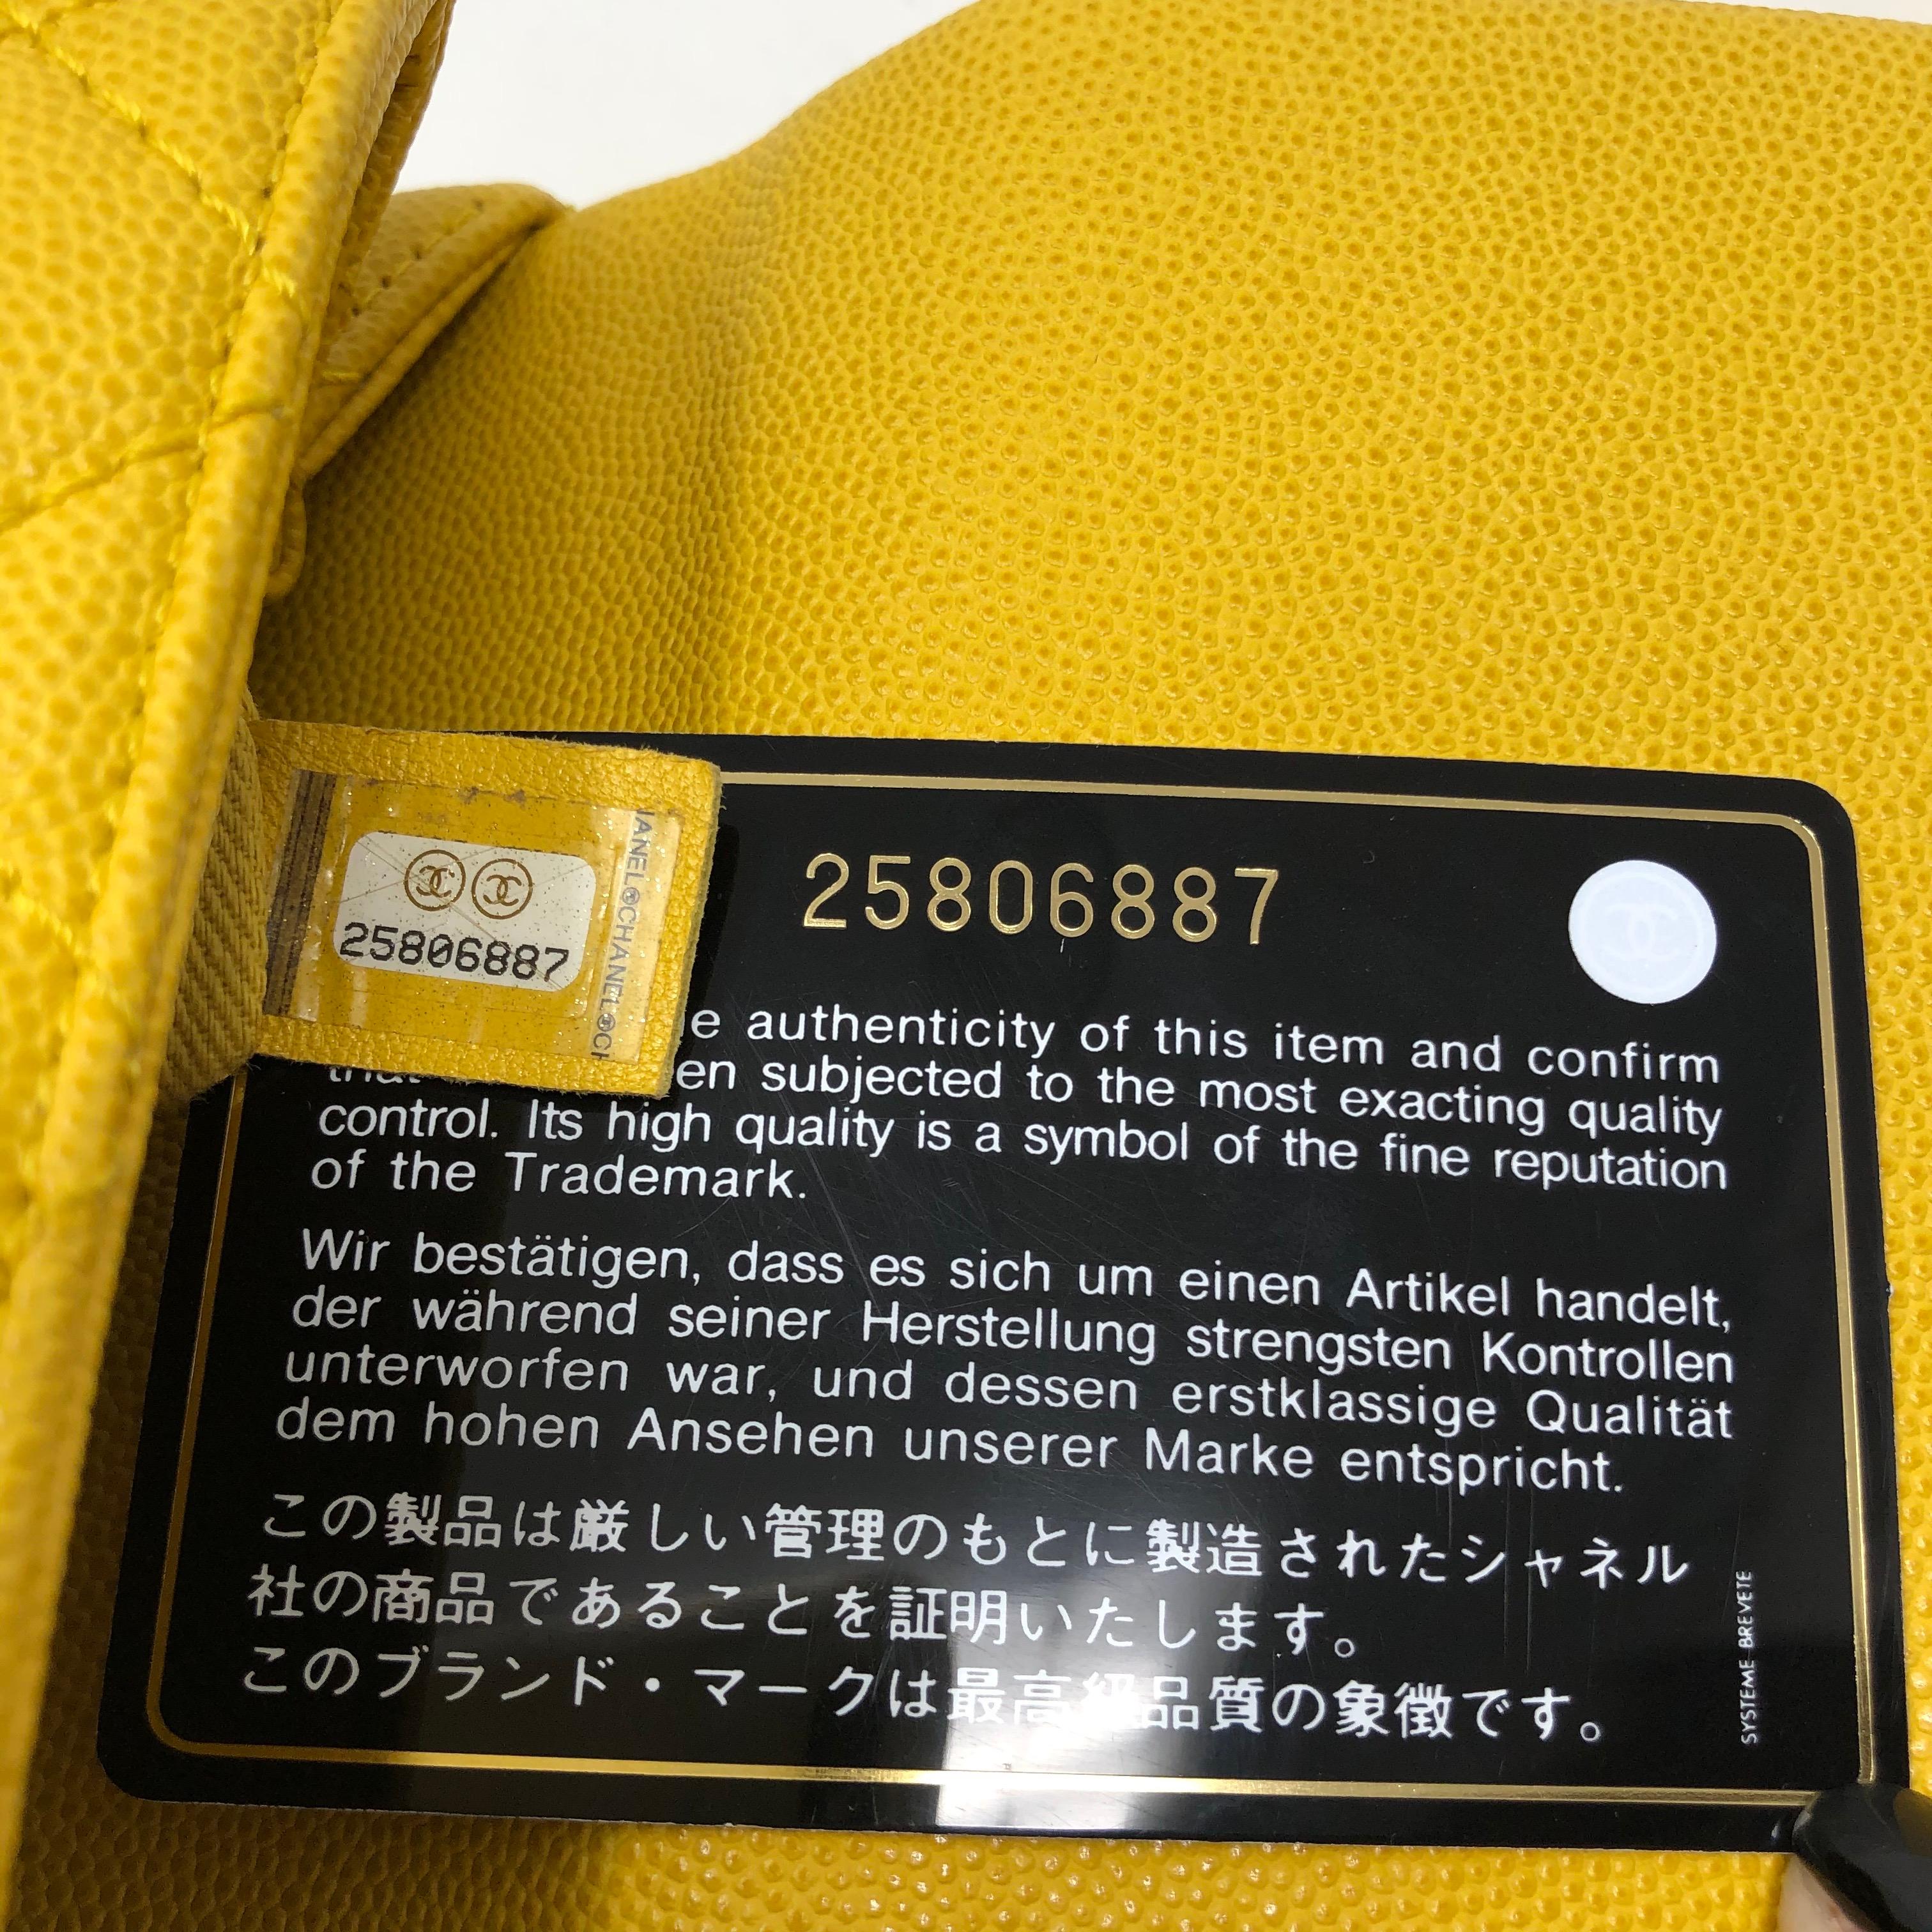 25806887
CHANEL CHANEL
25806887
authenticity of this item and confirm
subjected to the most exacting quality
control. Its high quality is a symbol of the fine reputation
of the Trademark.
Wir bestätigen, dass es sich um einen Artikel handelt,
der während seiner Herstellung strengsten Kontrollen
unterworfen war, und dessen erstklassige Qualität
dem hohen Ansehen unserer Marke entspricht.
この製品は厳しい管理のもとに製造されたシャネル
社の商品であることを証明いたします。
このブランド・マークは最高級品質の象徴です。
SYSTEME BREVETE